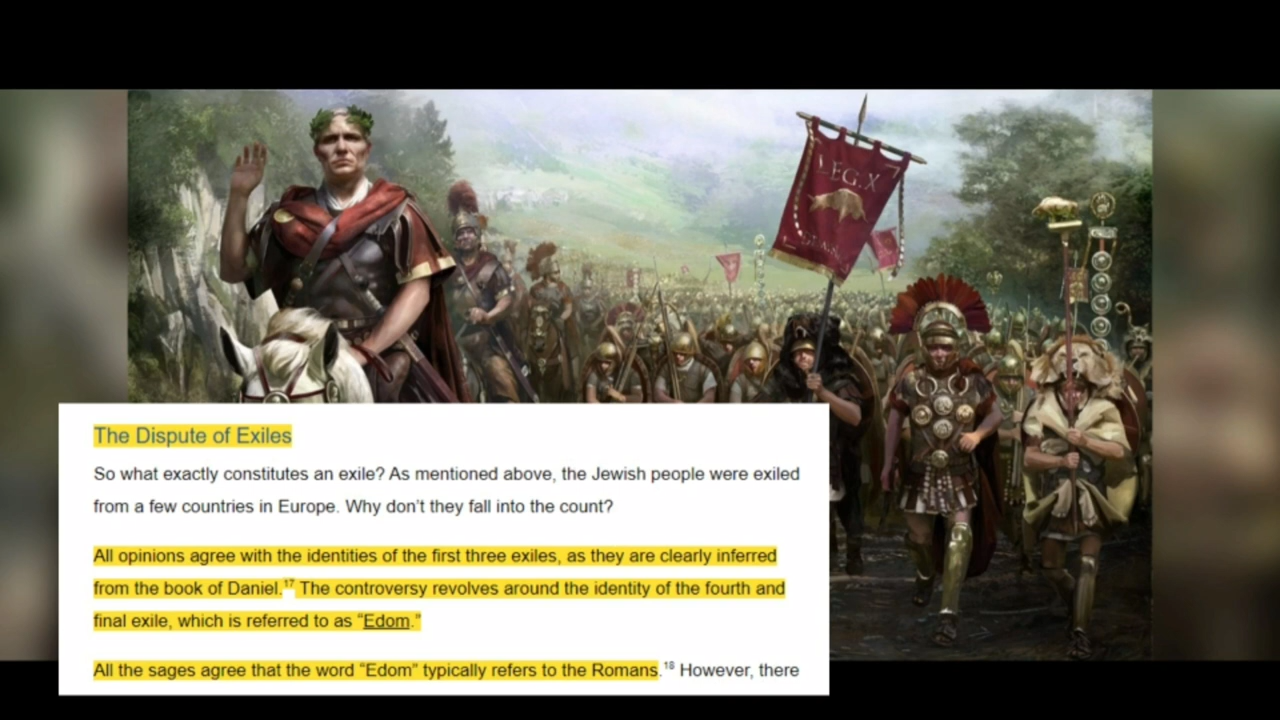 LEG.X
The Dispute of Exiles
So what exactly constitutes an exile? As mentioned above, the Jewish people were exiled
from a few countries in Europe. Why don’t they fall into the count?
All opinions agree with the identities of the first three exiles, as they are clearly inferred
from the book of Daniel.17 The controversy revolves around the identity of the fourth and
final exile, which is referred to as “Edom.”
All the sages agree that the word “Edom” typically refers to the Romans.18 However, there